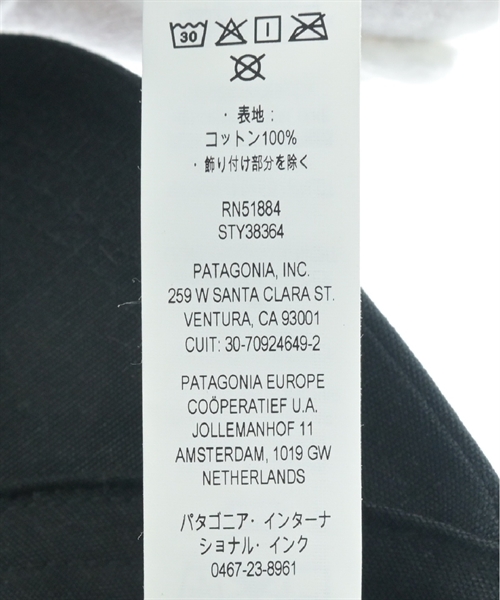 30
・表地：
コットン100%
・飾り付け部分を除く
RN51884
STY38364
PATAGONIA, INC.
259 W SANTA CLARA ST.
VENTURA, CA 93001
CUIT: 30-70924649-2
PATAGONIA EUROPE
COÖPERATIEF U.A.
JOLLEMANHOF 11
AMSTERDAM, 1019 GW
NETHERLANDS
パタゴニア・インターナ
ショナル・インク
0467-23-8961